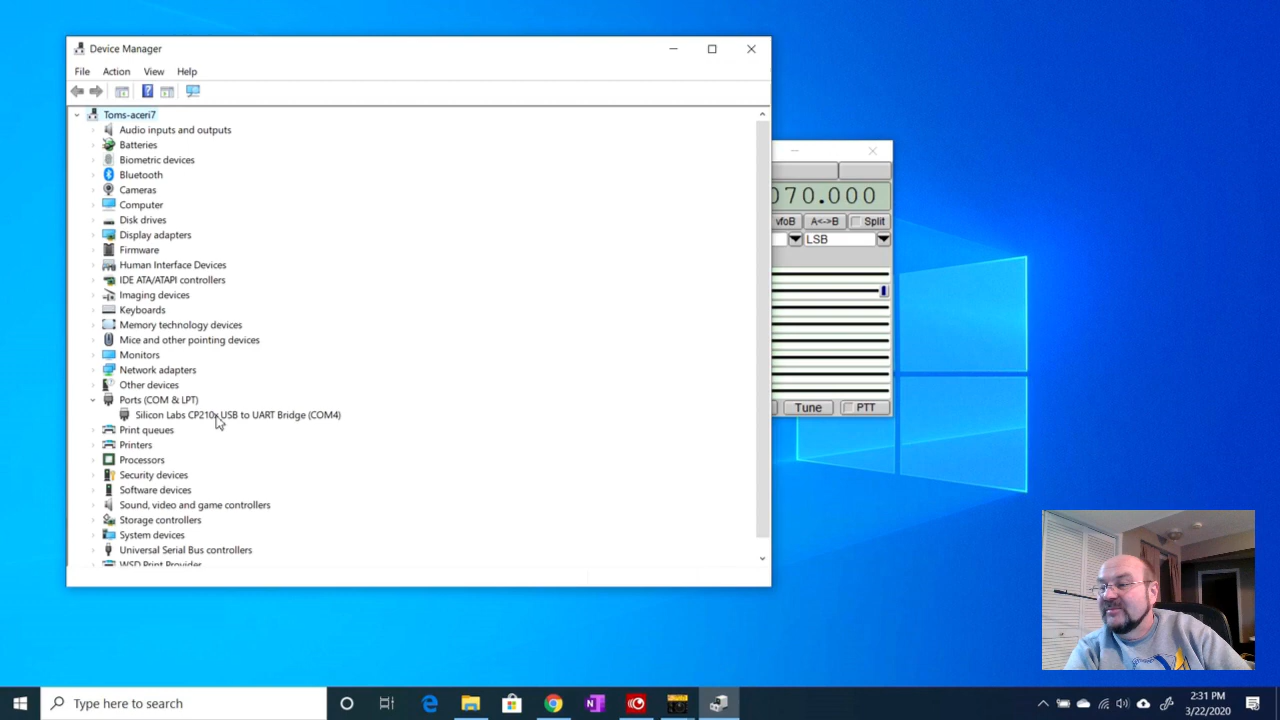 Device Manager
File Action View Help
Toms-aceri7
Audio inputs and outputs
Batteries
Biometric devices
Bluetooth
Cameras
Computer
Disk drives
Display adapters
Firmware
Human Interface Devices
IDE ATA/ATAPI controllers
Imaging devices
Keyboards
Memory technology devices
Mice and other pointing devices
Monitors
Network adapters
Other devices
Ports (COM & LPT)
Silicon Labs CP210x USB to UART Bridge (COM4)
Print queues
Printers
Processors
Security devices
Software devices
Sound, video and game controllers
Storage controllers
System devices
Universal Serial Bus controllers
WSD Print Provider
070.000
vfoB A<->B Split
LSB
Tune PTT
Type here to search
2:31 PM
3/22/2020